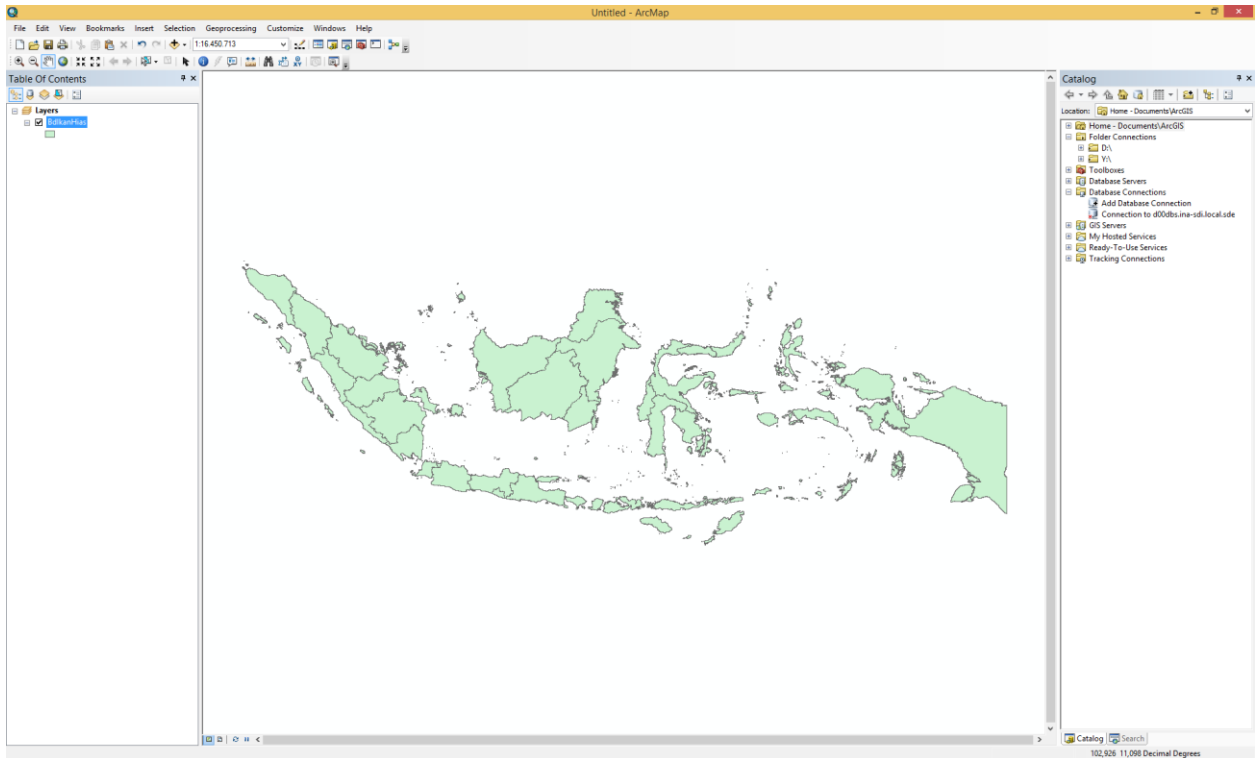 Untitled - ArcMap
File Edit View Bookmarks Insert Selection Geoprocessing Customize Windows Help
1:16.450.713
Table Of Contents
Layers
BdIkanHias
Catalog
Location: Home - Documents\ArcGIS
Home - Documents\ArcGIS
Folder Connections
D:\
Y:\
Toolboxes
Database Servers
Database Connections
Add Database Connection
Connection to d00dbs.ina-sdi.local.sde
GIS Servers
My Hosted Services
Ready-To-Use Services
Tracking Connections
Catalog Search
102,926 11,098 Decimal Degrees